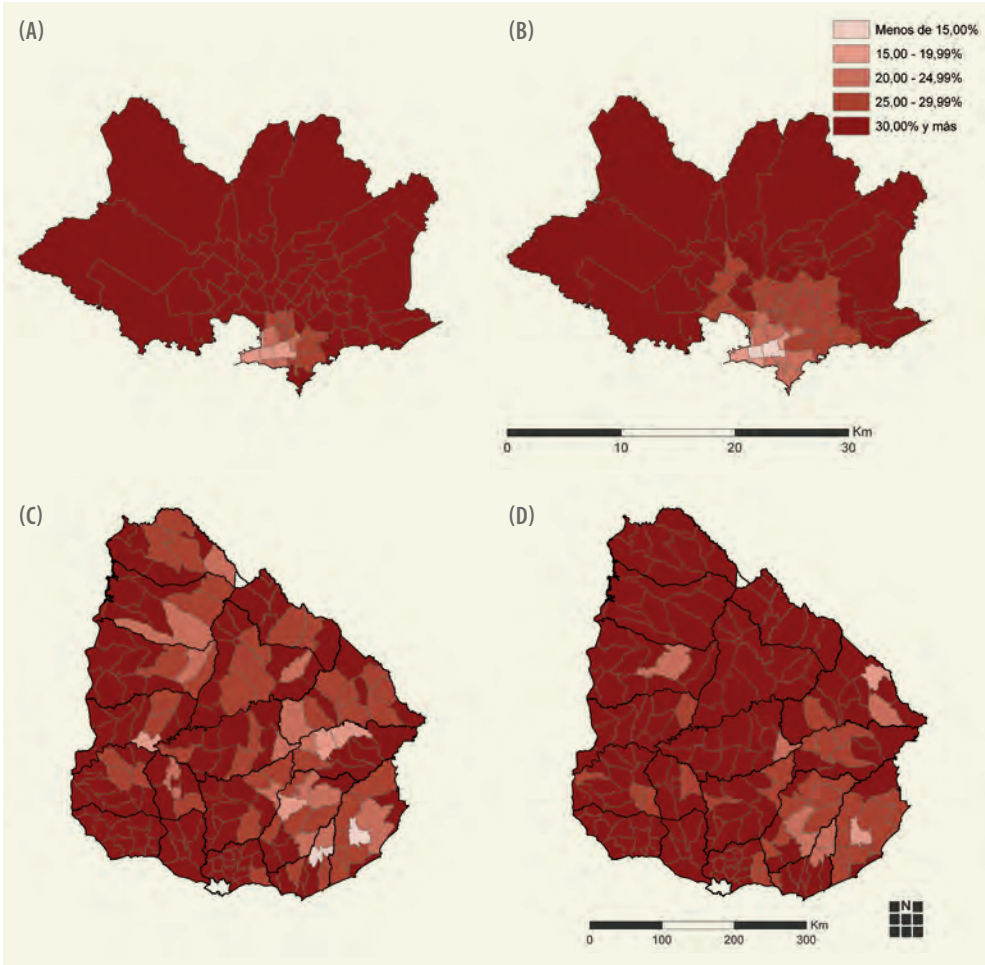 (A)
(B)
Menos de 15,00%
15,00 - 19,99%
20,00 - 24,99%
25,00 - 29,99%
30,00% y más
Km
0 10 20 30
(C)
(D)
N
Km
0 100 200 300